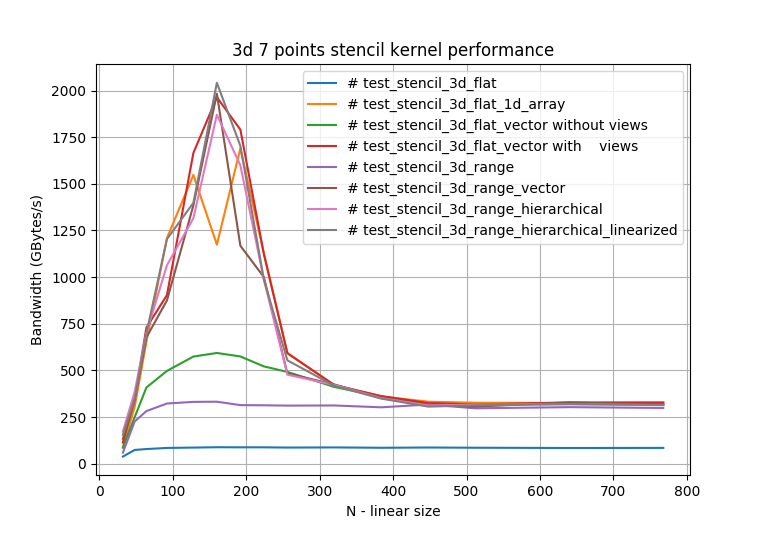 3d 7 points stencil kernel performance
# test_stencil_3d_flat
# test_stencil_3d_flat_1d_array
# test_stencil_3d_flat_vector without views
# test_stencil_3d_flat_vector with    views
# test_stencil_3d_range
# test_stencil_3d_range_vector
# test_stencil_3d_range_hierarchical
# test_stencil_3d_range_hierarchical_linearized
Bandwidth (GBytes/s)
2000
1750
1500
1250
1000
750
500
250
0
0 100 200 300 400 500 600 700 800
N - linear size